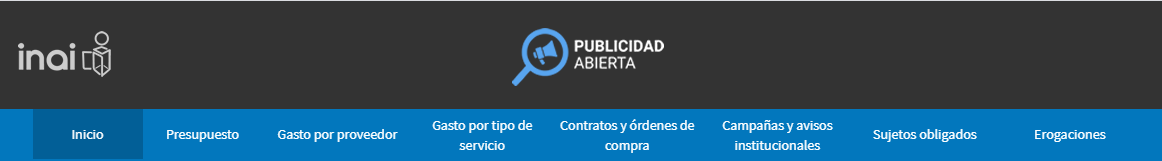 inai
PUBLICIDAD
ABIERTA
Inicio
Presupuesto
Gasto por proveedor
Gasto por tipo de
servicio
Contratos y órdenes de
compra
Campañas y avisos
institucionales
Sujetos obligados
Erogaciones